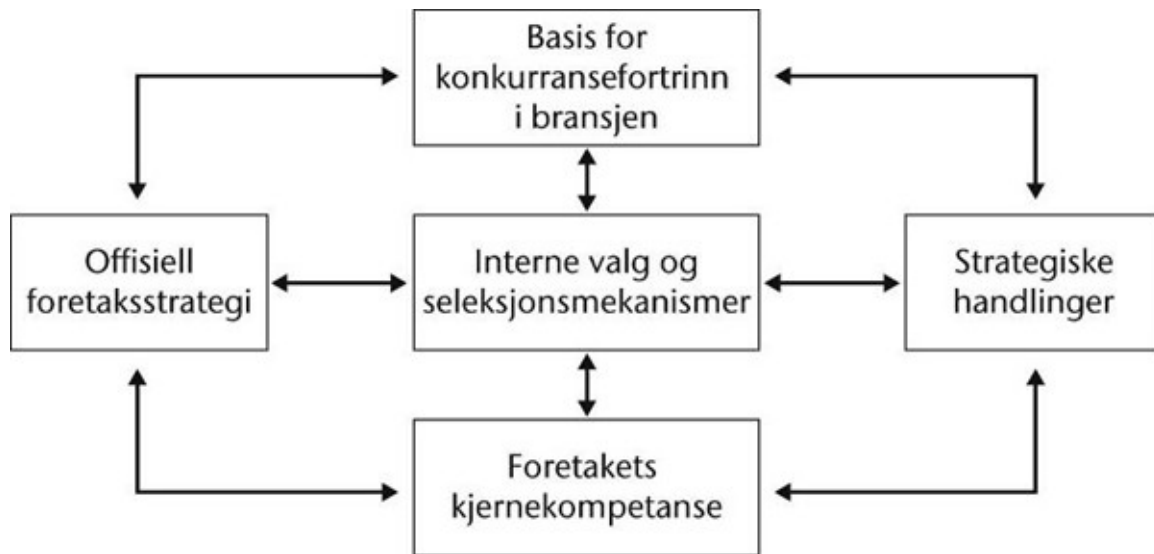 Basis for
konkurransefortrinn
i bransjen
Offisiell
foretaksstrategi
Interne valg og
seleksjonsmekanismer
Strategiske
handlinger
Foretakets
kjernekompetanse